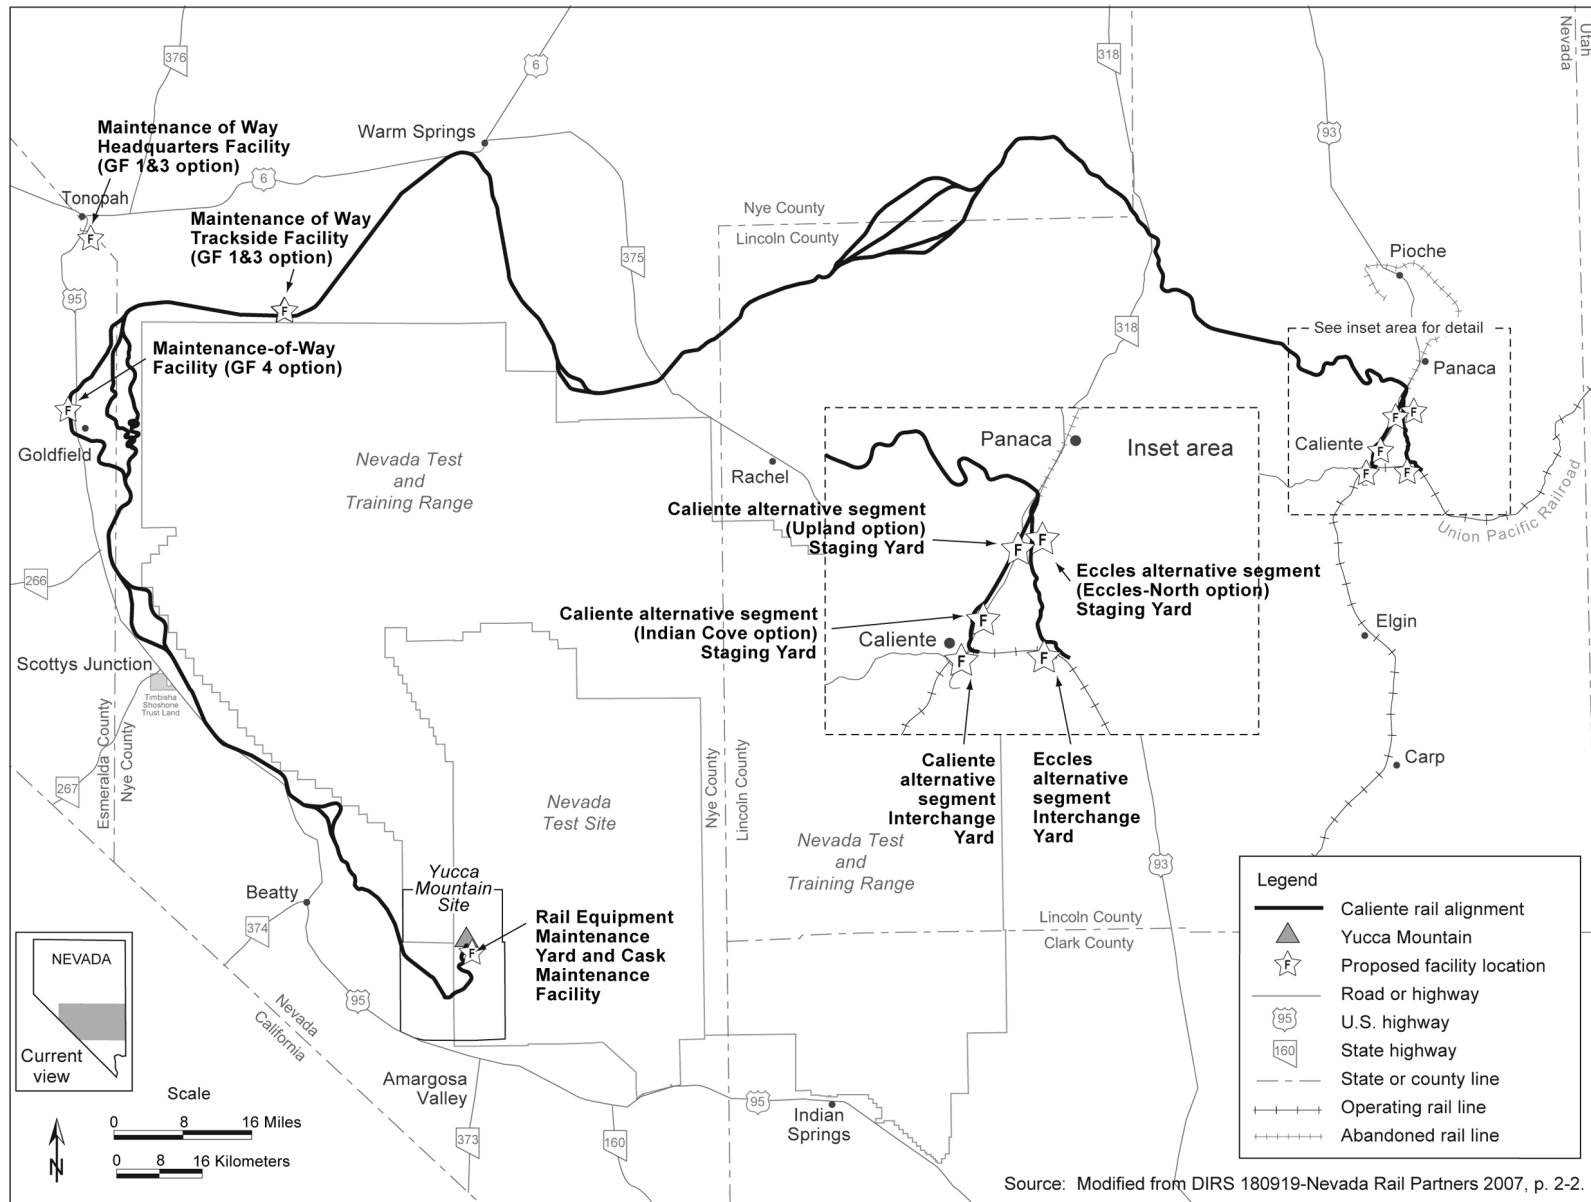 376
6
318
Utah
Nevada
93
Maintenance of Way
Headquarters Facility
(GF 1&3 option)
Warm Springs
6
Tonopah
F
Maintenance of Way
Trackside Facility
(GF 1&3 option)
F
375
Nye County
Lincoln County
Pioche
95
318
See inset area for detail
Maintenance-of-Way
Facility (GF 4 option)
F
Goldfield
Panaca
F
F
Caliente
F
F
F
Union Pacific Railroad
Nevada Test
and
Training Range
Rachel
Panaca
Inset area
Caliente alternative segment
(Upland option)
Staging Yard
F
F
Eccles alternative segment
(Eccles-North option)
Staging Yard
Caliente alternative segment
(Indian Cove option)
Staging Yard
F
Caliente
F
F
266
Elgin
Scottys Junction
Timbisha
Shoshone
Trust Land
Esmeralda County
Nye County
267
Nye County
Lincoln County
Caliente
alternative
segment
Interchange
Yard
Eccles
alternative
segment
Interchange
Yard
Carp
Nevada
Test Site
Nevada Test
and
Training Range
93
Yucca
Mountain
Site
Beatty
374
F
Rail Equipment
Maintenance
Yard and Cask
Maintenance
Facility
Lincoln County
Clark County
95
Nevada
California
NEVADA
Current
view
Amargosa
Valley
373
160
95
Indian
Springs
Scale
0 8 16 Miles
0 8 16 Kilometers
N
Legend
Caliente rail alignment
Yucca Mountain
F Proposed facility location
Road or highway
95 U.S. highway
160 State highway
State or county line
Operating rail line
Abandoned rail line
Source: Modified from DIRS 180919-Nevada Rail Partners 2007, p. 2-2.